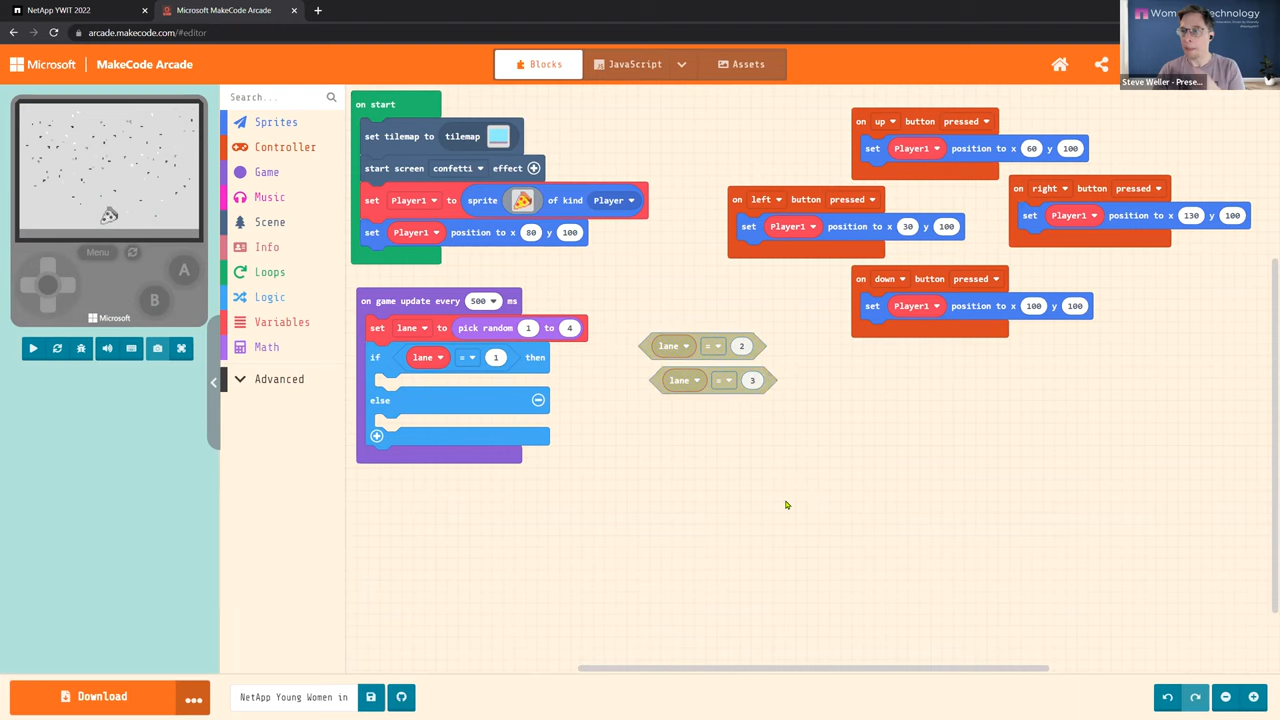 NetApp YWIT 2022
Microsoft MakeCode Arcade
arcade.makecode.com/#editor
Microsoft
MakeCode Arcade
Blocks
JavaScript
Assets
Steve Weller - Prese...
Menu
A
B
Microsoft
Search...
Sprites
Controller
Game
Music
Scene
Info
Loops
Logic
Variables
Math
Advanced
on start
set tilemap to tilemap
start screen confetti effect
set Player1 to sprite of kind Player
set Player1 position to x 80 y 100
on game update every 500 ms
set lane to pick random 1 to 4
if lane = 1 then
else
lane = 2
lane = 3
on up button pressed
set Player1 position to x 60 y 100
on left button pressed
set Player1 position to x 30 y 100
on right button pressed
set Player1 position to x 130 y 100
on down button pressed
set Player1 position to x 100 y 100
Download
NetApp Young Women in